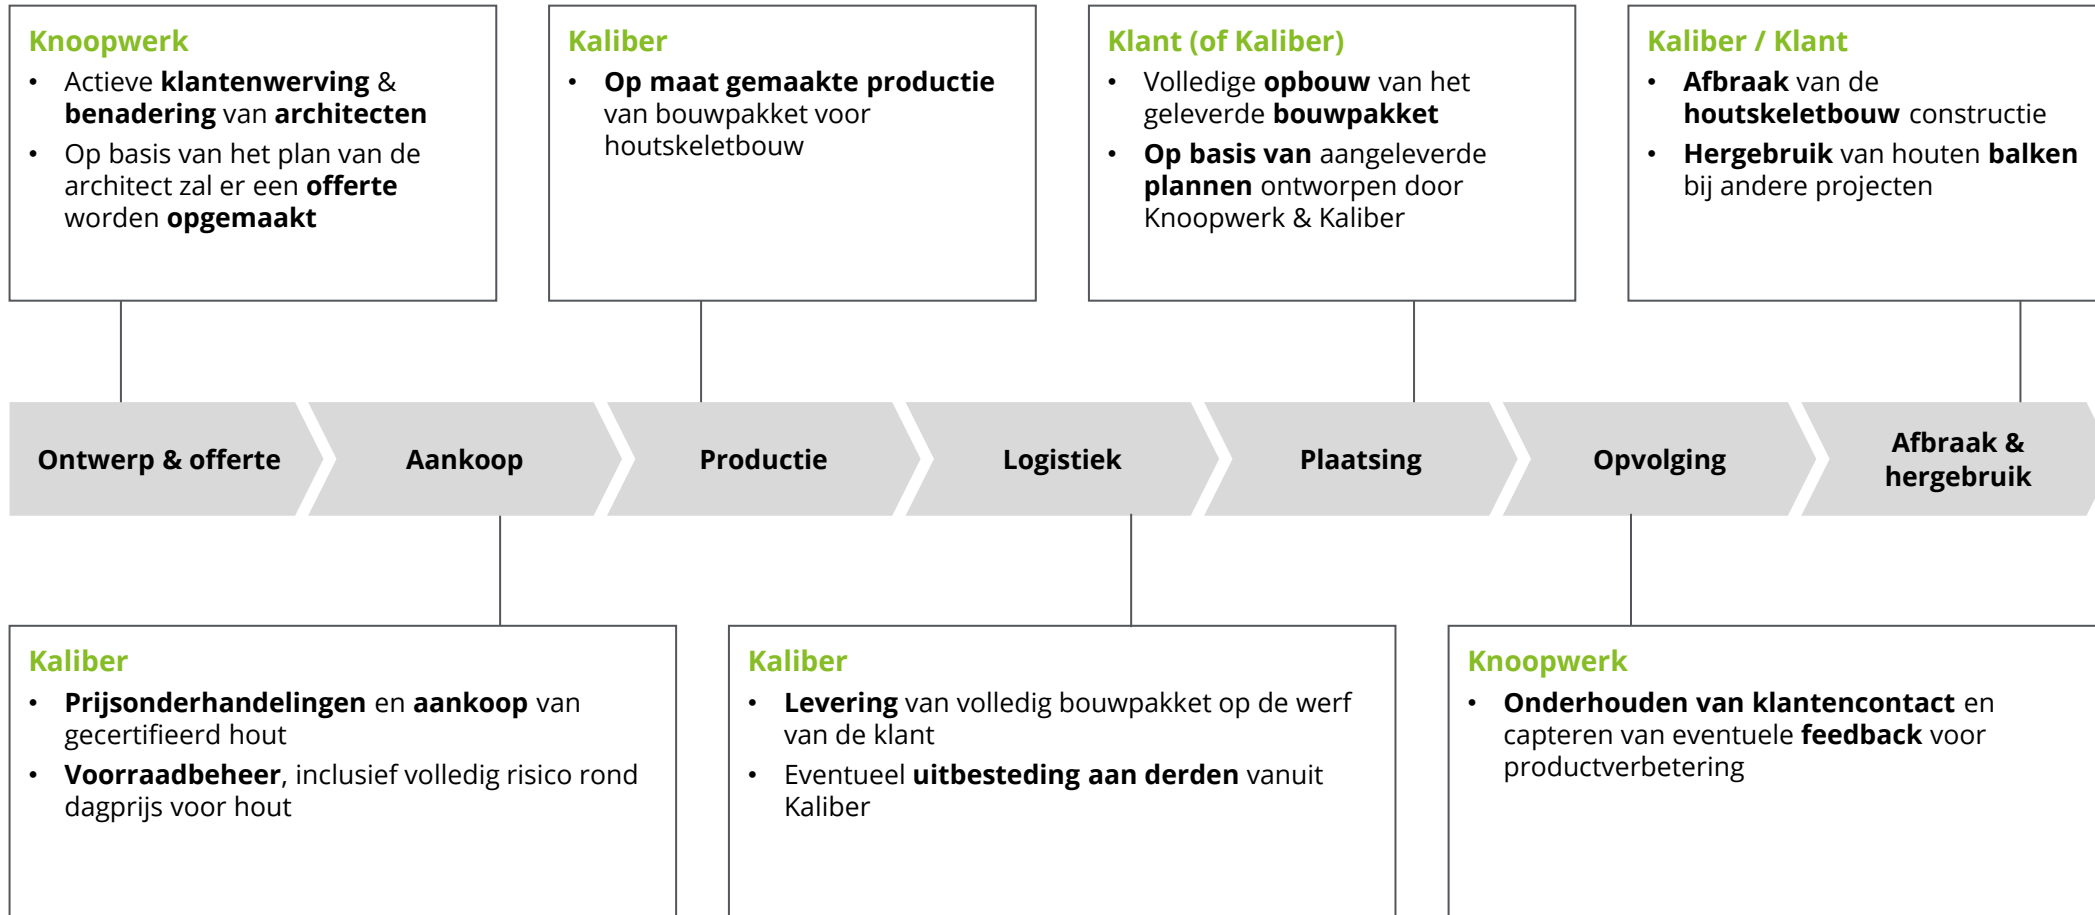 Knoopwerk
• Actieve klantenwerving &
benadering van architecten
• Op basis van het plan van de
architect zal er een offerte
worden opgemaakt
Kaliber
• Op maat gemaakte productie
van bouwpakket voor
houtskeletbouw
Klant (of Kaliber)
• Volledige opbouw van het
geleverde bouwpakket
• Op basis van aangeleverde
plannen ontworpen door
Knoopwerk & Kaliber
Kaliber / Klant
• Afbraak van de
houtskeletbouw constructie
• Hergebruik van houten balken
bij andere projecten
Ontwerp & offerte
Aankoop
Productie
Logistiek
Plaatsing
Opvolging
Afbraak &
hergebruik
Kaliber
• Prijsonderhandelingen en aankoop van
gecertifieerd hout
• Voorraadbeheer, inclusief volledig risico rond
dagprijs voor hout
Kaliber
• Levering van volledig bouwpakket op de werf
van de klant
• Eventueel uitbesteding aan derden vanuit
Kaliber
Knoopwerk
• Onderhouden van klantencontact en
capteren van eventuele feedback voor
productverbetering